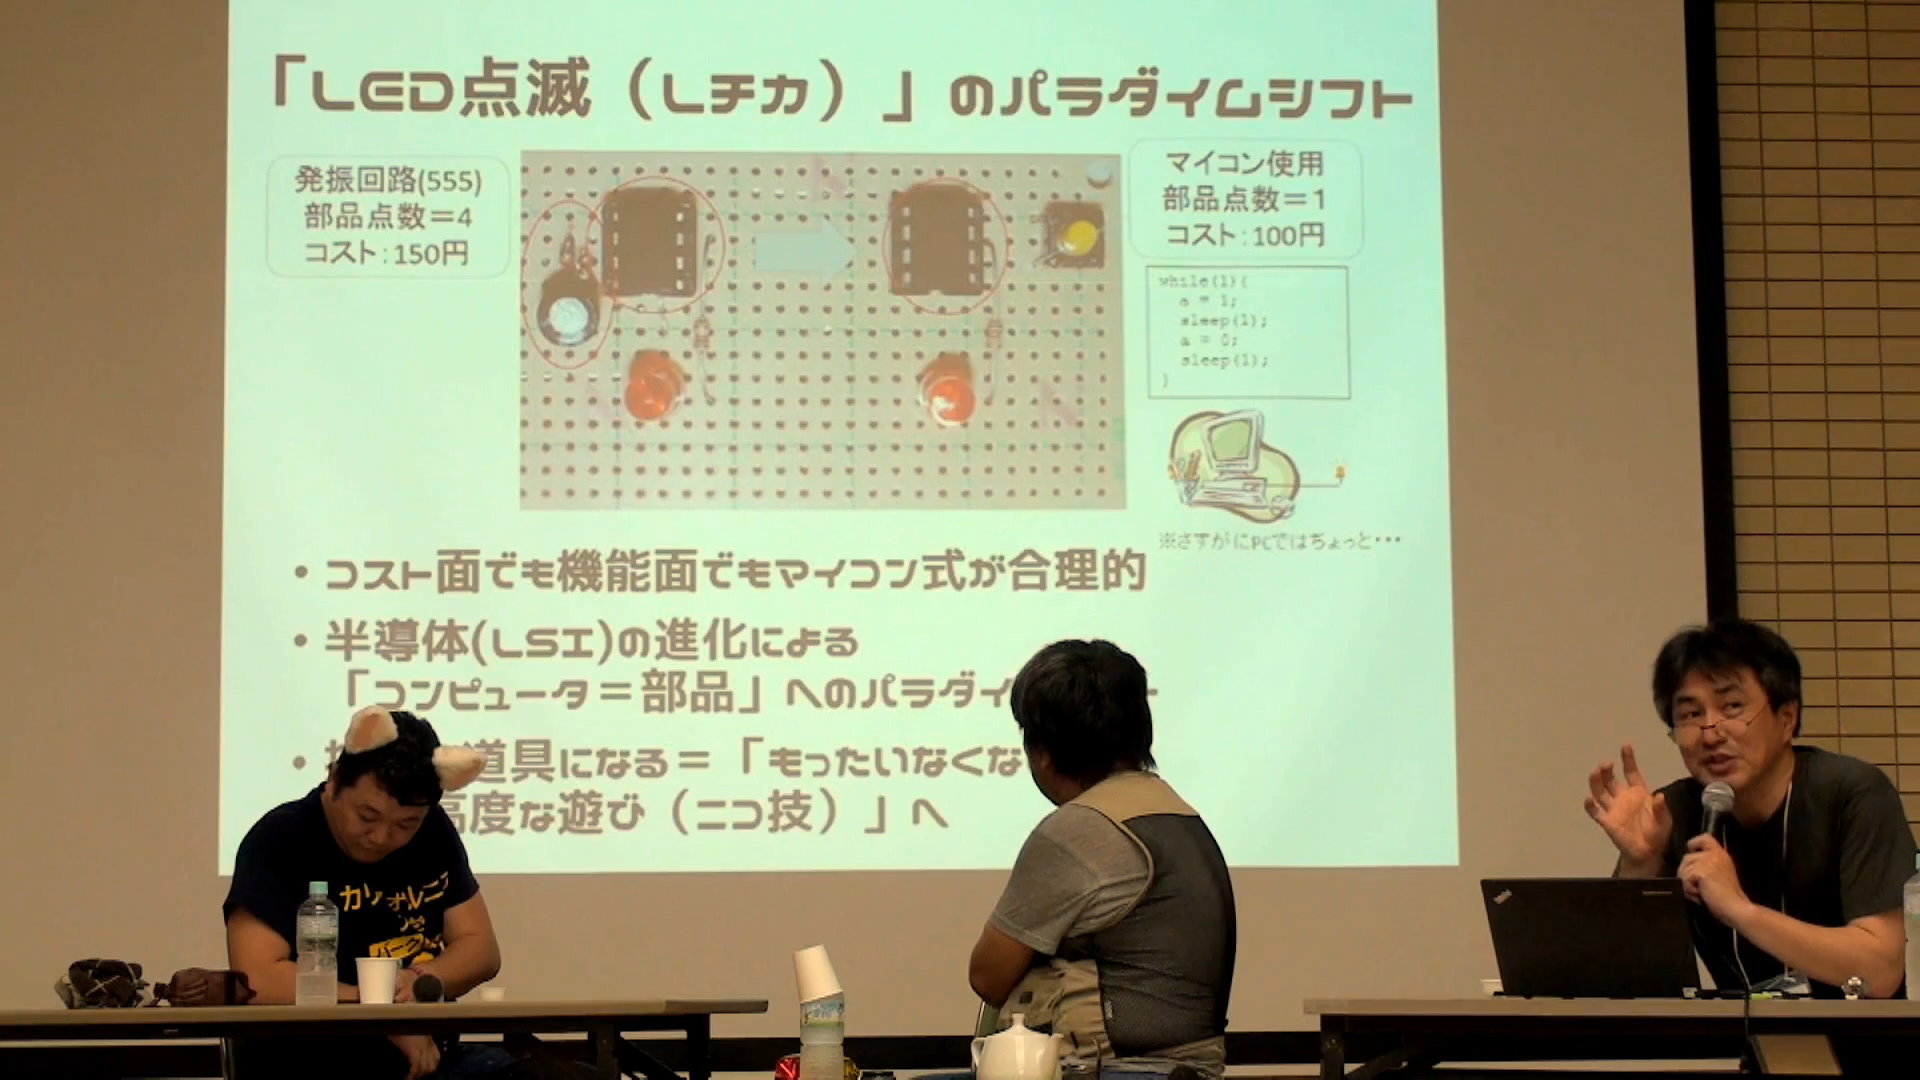 「LED点滅（Lチカ）」のパラダイムシフト
発振回路(555)
部品点数＝4
コスト：150円
マイコン使用
部品点数＝1
コスト：100円
while(1){
a = 1;
sleep(1);
a = 0;
sleep(1);
}
※さすがにPCではちょっと・・・
・コスト面でも機能面でもマイコン式が合理的
・半導体(LSI)の進化による
「コンピュータ＝部品」へのパラダイ
・道具になる＝「もったいなくな
高度な遊び（ニコ技）」へ